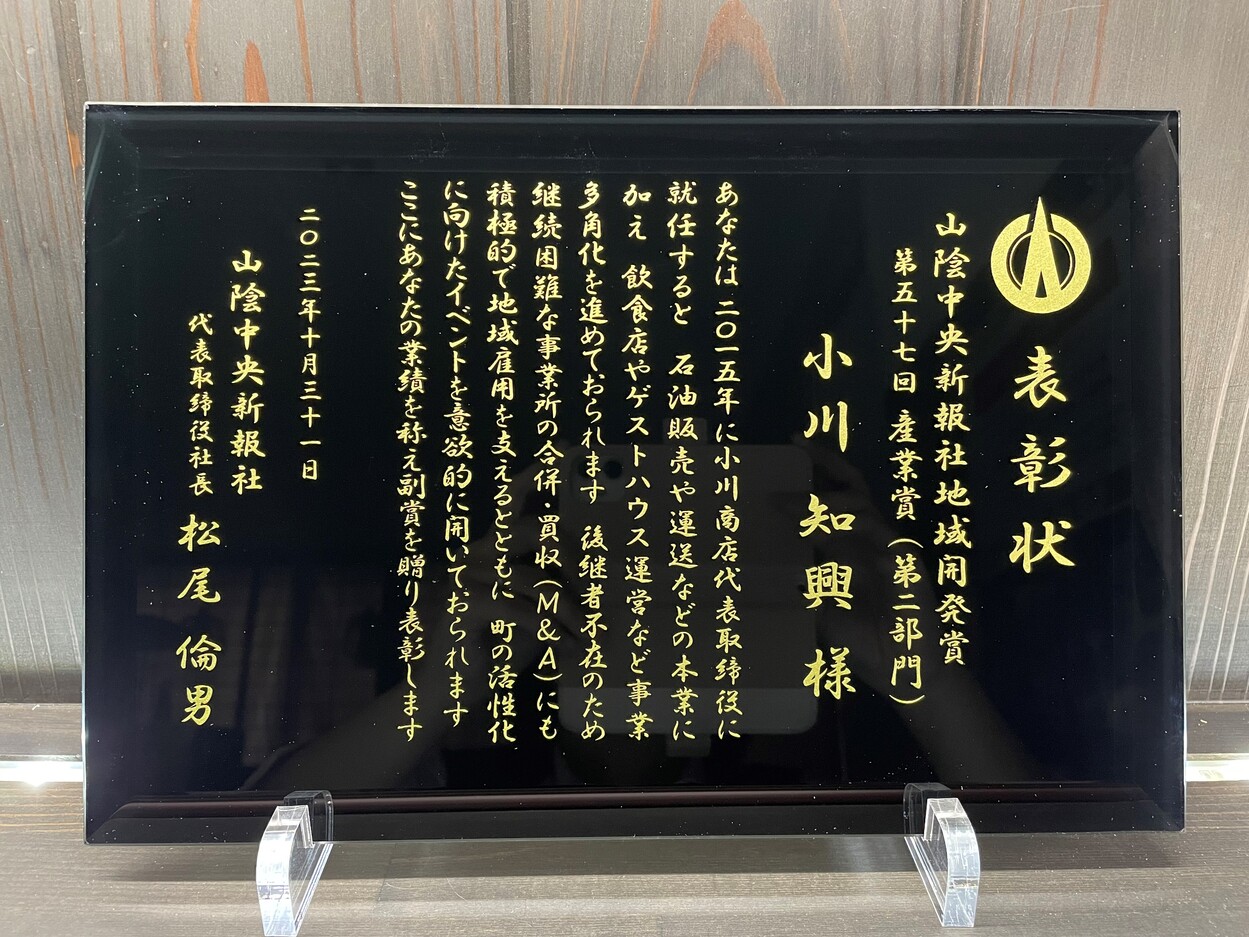 表彰状
山陰中央新報社地域開発賞
第五十七回 産業賞(第二部門)
小川 知興 様
あなたは 二〇一五年に小川商店代表取締役に
就任すると 石油販売や運送などの本業に
加え 飲食店やゲストハウス運営など事業
多角化を進めておられます 後継者不在のため
継続困難な事業所の合併・買収(M&A)にも
積極的で地域雇用を支えるとともに 町の活性化
に向けたイベントを意欲的に開いておられます
ここにあなたの業績を称え副賞を贈り表彰します
二〇二三年十月三十一日
山陰中央新報社
代表取締役社長 松尾 倫男